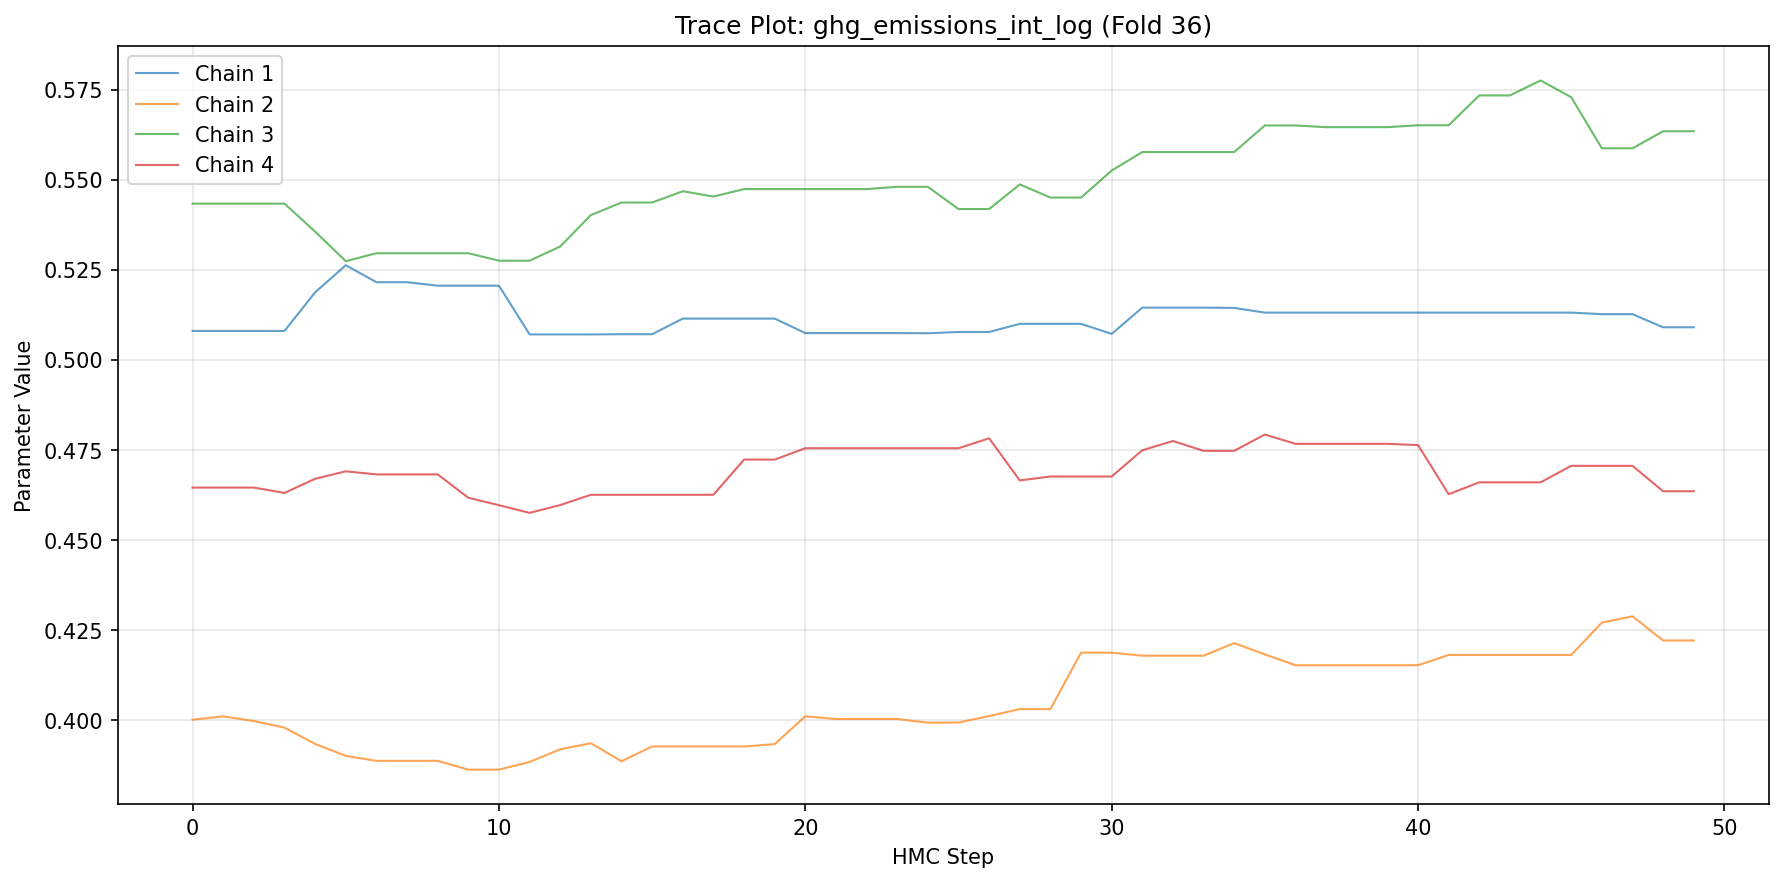 Trace Plot: ghg_emissions_int_log (Fold 36)
Chain 1
Chain 2
Chain 3
Chain 4
0.575
0.550
0.525
0.500
0.475
0.450
0.425
0.400
Parameter Value
0 10 20 30 40 50
HMC Step